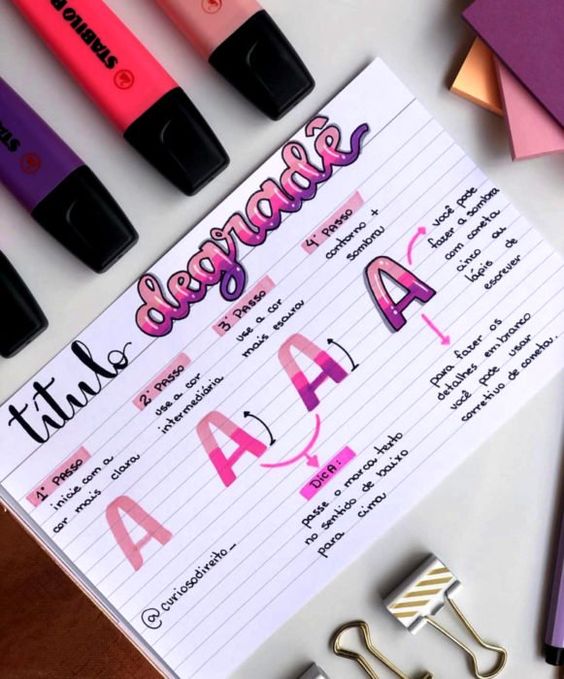 STABILO B
STA
título
degradê
1° PASSO
inicie com a
cor mais clara
A
2° PASSO
use a cor
intermediária
A
3° PASSO
use a cor
mais escura
A
DICA:
passe o marca texto
no sentido de baixo
para cima
4° PASSO
contorno +
sombra
A
você pode
fazer a sombra
com caneta
cinco ou
lápis de
escrever
para fazer os
detalhes em branco
você pode usar
corretivo de caneta.
@curiosodireito_